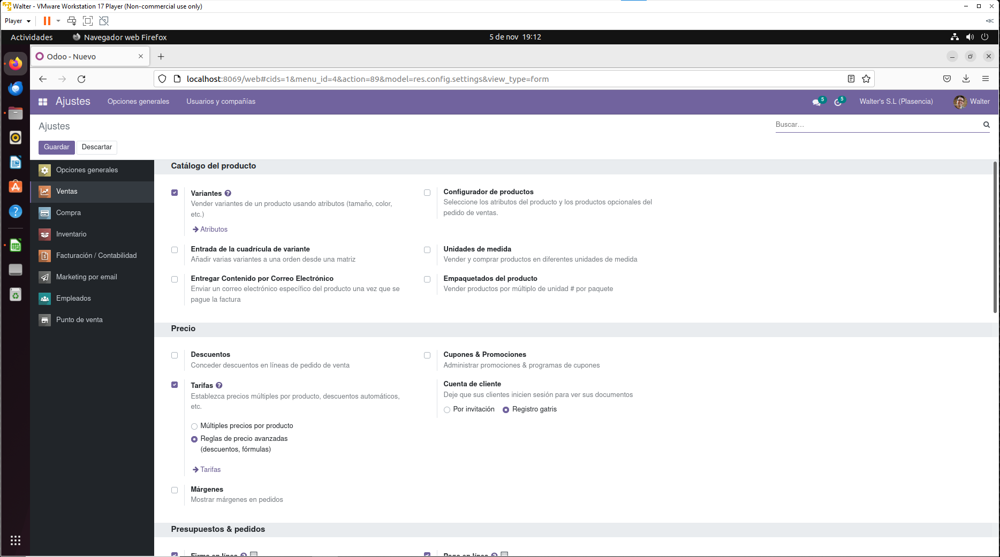 Walter - VMware Workstation 17 Player (Non-commercial use only)
Player
Actividades
Navegador web Firefox
5 de nov 19:12
Odoo - Nuevo
localhost:8069/web#cids=1&menu_id=4&action=89&model=res.config.settings&view_type=form
Ajustes
Opciones generales
Usuarios y compañías
5
5
Walter's S.L (Plasencia)
Walter
Ajustes
Buscar...
Guardar
Descartar
Opciones generales
Ventas
Compra
Inventario
Facturación / Contabilidad
Marketing por email
Empleados
Punto de venta
Catálogo del producto
Variantes
Vender variantes de un producto usando atributos (tamaño, color,
etc.)
Atributos
Configurador de productos
Seleccione los atributos del producto y los productos opcionales del
pedido de ventas.
Entrada de la cuadrícula de variante
Añadir varias variantes a una orden desde una matriz
Unidades de medida
Vender y comprar productos en diferentes unidades de medida
Entregar Contenido por Correo Electrónico
Enviar un correo electrónico específico del producto una vez que se
pague la factura
Empaquetados del producto
Vender productos por múltiplo de unidad # por paquete
Precio
Descuentos
Conceder descuentos en líneas de pedido de venta
Cupones & Promociones
Administrar promociones & programas de cupones
Tarifas
Establezca precios múltiples por producto, descuentos automáticos,
etc.
Múltiples precios por producto
Reglas de precio avanzadas
(descuentos, fórmulas)
Tarifas
Cuenta de cliente
Deje que sus clientes inicien sesión para ver sus documentos
Por invitación
Registro gatris
Márgenes
Mostrar márgenes en pedidos
Presupuestos & pedidos
Firma en línea
Pago en línea